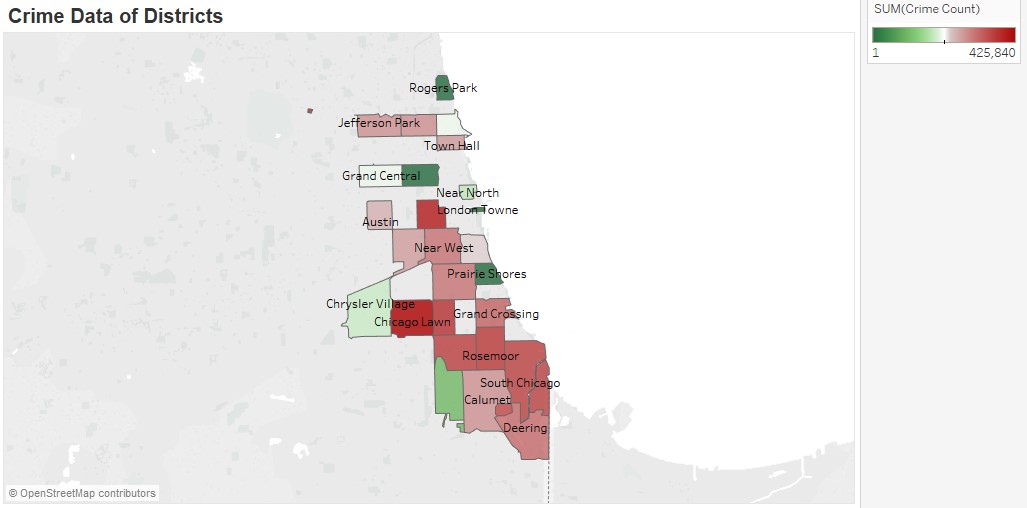 Crime Data of Districts
SUM(Crime Count)
1
425,840
Rogers Park
Jefferson Park
Town Hall
Grand Central
Near North
London Towne
Austin
Near West
Prairie Shores
Chrysler Village
Grand Crossing
Chicago Lawn
Rosemoor
South Chicago
Calumet
Deering
© OpenStreetMap contributors